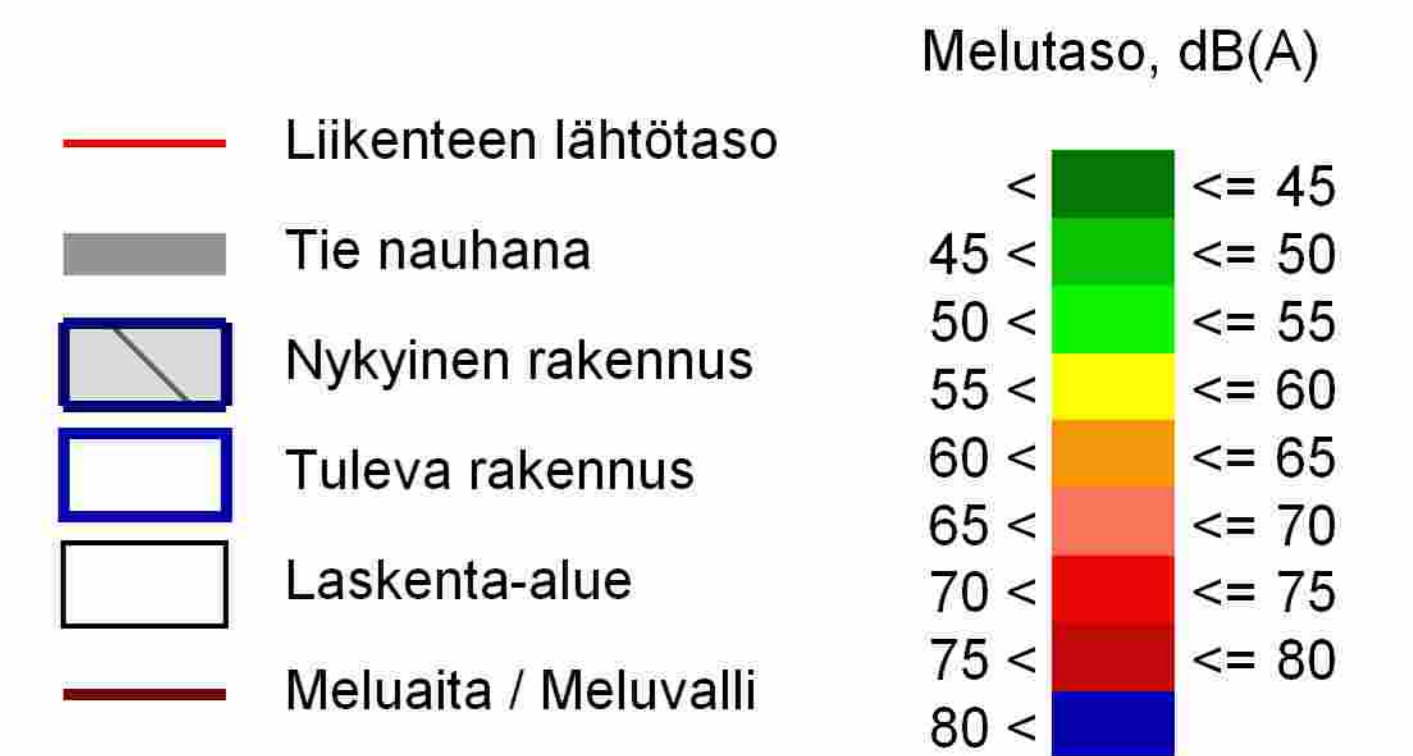 Melutaso, dB(A)
Liikenteen lähtötaso
Tie nauhana
Nykyinen rakennus
Tuleva rakennus
Laskenta-alue
Meluaita / Meluvalli
< <= 45
45 < <= 50
50 < <= 55
55 < <= 60
60 < <= 65
65 < <= 70
70 < <= 75
75 < <= 80
80 <